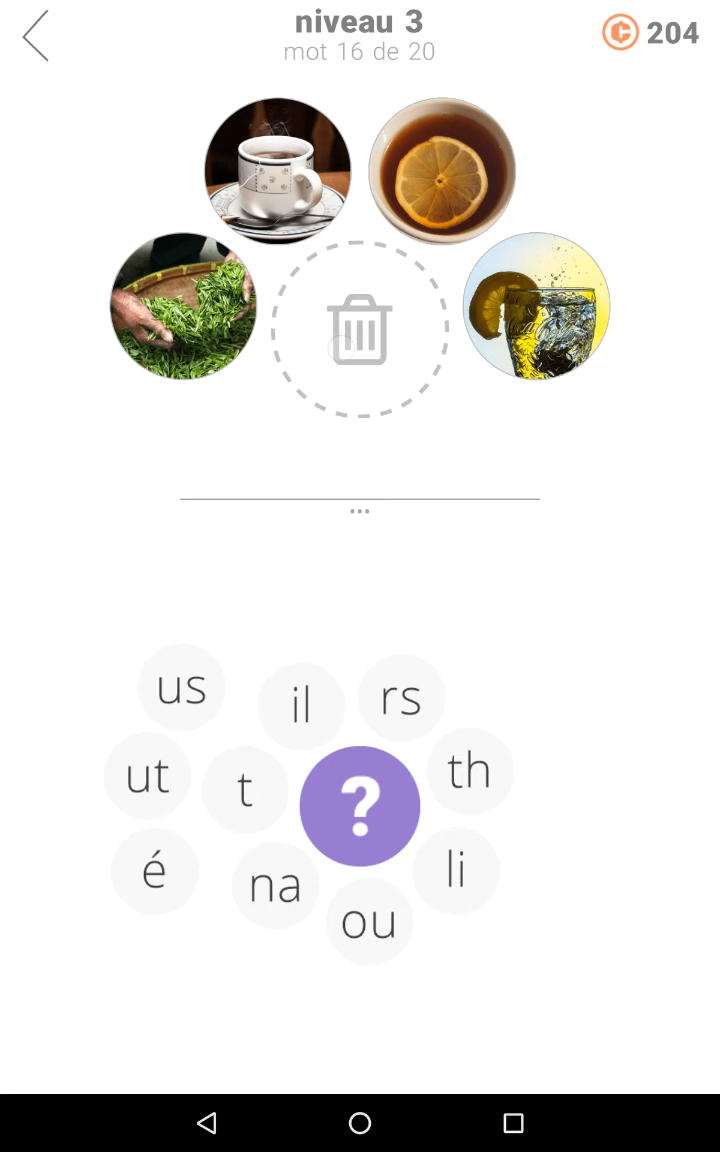 niveau 3
mot 16 de 20
204
...
us
il
rs
ut
t
?
th
é
na
li
ou